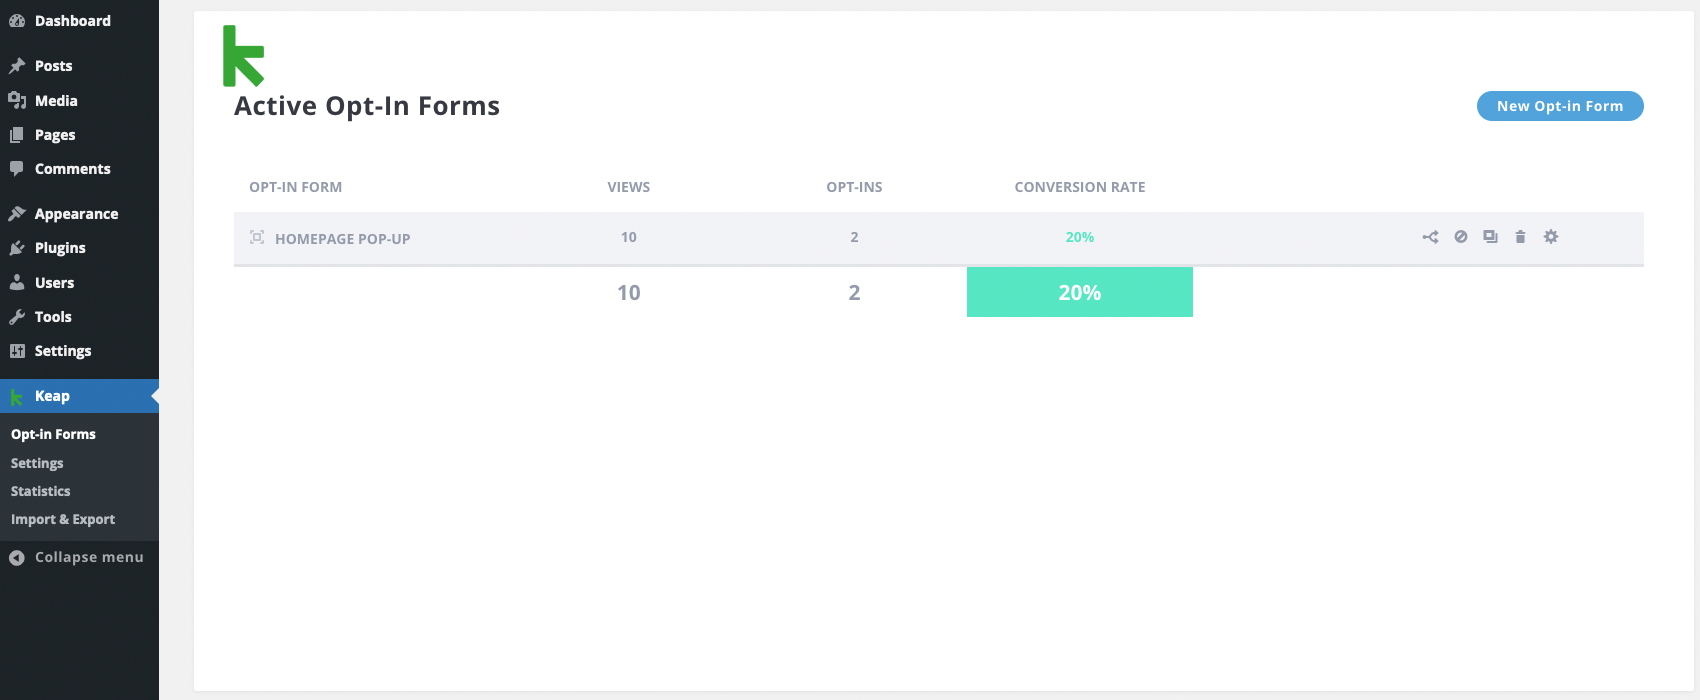 Dashboard
Posts
Media
Pages
Comments
Appearance
Plugins
Users
Tools
Settings
Keap
Opt-in Forms
Settings
Statistics
Import & Export
Collapse menu
Active Opt-In Forms
New Opt-in Form
OPT-IN FORM VIEWS OPT-INS CONVERSION RATE
HOMEPAGE POP-UP 10 2 20%
10 2 20%